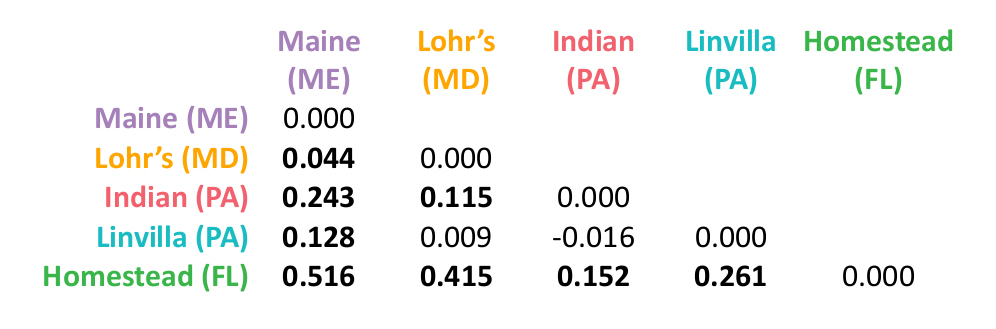 Maine Lohr’s Indian Linvilla Homestead
(ME) (MD) (PA) (PA) (FL)
Maine (ME) 0.000
Lohr’s (MD) 0.044 0.000
Indian (PA) 0.243 0.115 0.000
Linvilla (PA) 0.128 0.009 -0.016 0.000
Homestead (FL) 0.516 0.415 0.152 0.261 0.000